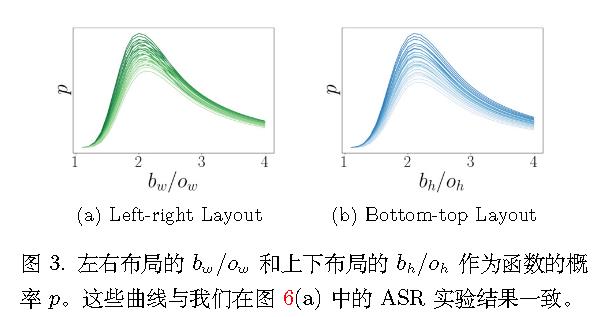 p
1 2 3 4
b_w/o_w
(a) Left-right Layout
p
1 2 3 4
b_h/o_h
(b) Bottom-top Layout
图 3. 左右布局的 b_w/o_w 和上下布局的 b_h/o_h 作为函数的概
率 p。这些曲线与我们在图 6(a) 中的 ASR 实验结果一致。